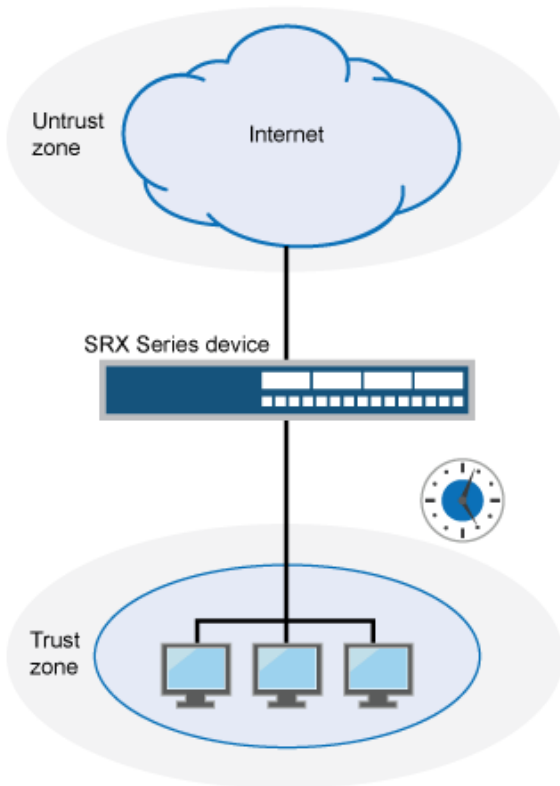 Untrust
zone
Internet
SRX Series device
Trust
zone